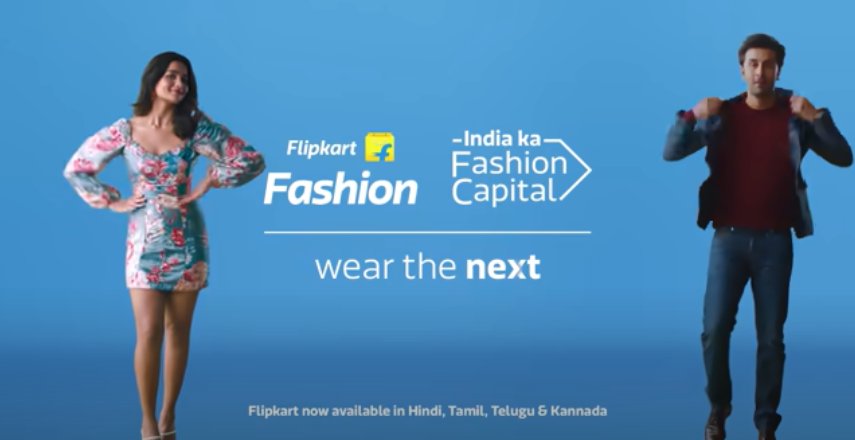 Flipkart
Fashion
India ka
Fashion
Capital
wear the next
Flipkart now available in Hindi, Tamil, Telugu & Kannada